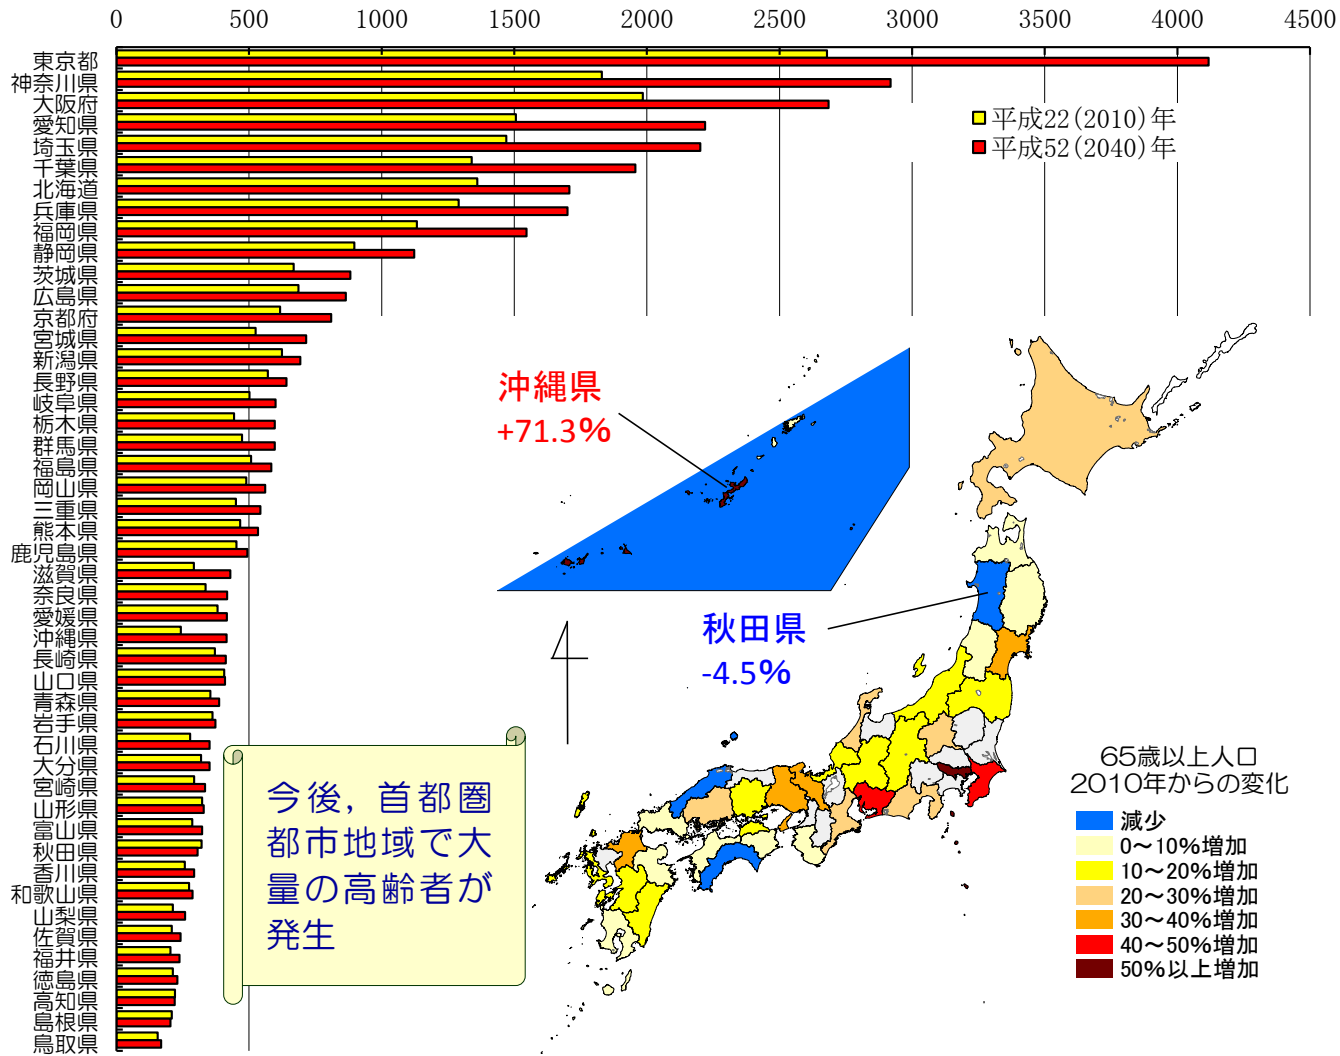 0 500 1000 1500 2000 2500 3000 3500 4000 4500
東京都
神奈川県
大阪府
愛知県
埼玉県
千葉県
北海道
兵庫県
福岡県
静岡県
茨城県
広島県
京都府
宮城県
新潟県
長野県
岐阜県
栃木県
群馬県
福島県
岡山県
三重県
熊本県
鹿児島県
滋賀県
奈良県
愛媛県
沖縄県
長崎県
山口県
青森県
岩手県
石川県
大分県
宮崎県
山形県
富山県
秋田県
香川県
和歌山県
山梨県
佐賀県
福井県
徳島県
高知県
島根県
鳥取県
平成22(2010)年
平成52(2040)年
沖縄県
+71.3%
秋田県
-4.5%
今後，首都圏
都市地域で大
量の高齢者が
発生
65歳以上人口
2010年からの変化
減少
0～10%増加
10～20%増加
20～30%増加
30～40%増加
40～50%増加
50%以上増加